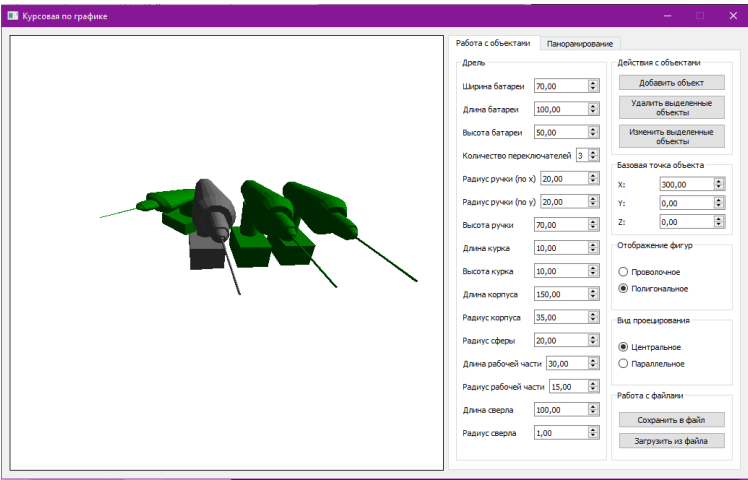 Курсовая по графике
Работа с объектами
Панорамирование
Дрель
Ширина батареи 70,00
Длина батареи 100,00
Высота батареи 50,00
Количество переключателей 3
Радиус ручки (по x) 20,00
Радиус ручки (по y) 20,00
Высота ручки 70,00
Длина курка 10,00
Высота курка 10,00
Длина корпуса 150,00
Радиус корпуса 35,00
Радиус сферы 20,00
Длина рабочей части 30,00
Радиус рабочей части 15,00
Длина сверла 100,00
Радиус сверла 1,00
Действия с объектами
Добавить объект
Удалить выделенные
объекты
Изменить выделенные
объекты
Базовая точка объекта
X: 300,00
Y: 0,00
Z: 0,00
Отображение фигур
Проволочное
Полигональное
Вид проецирования
Центральное
Параллельное
Работа с файлами
Сохранить в файл
Загрузить из файла